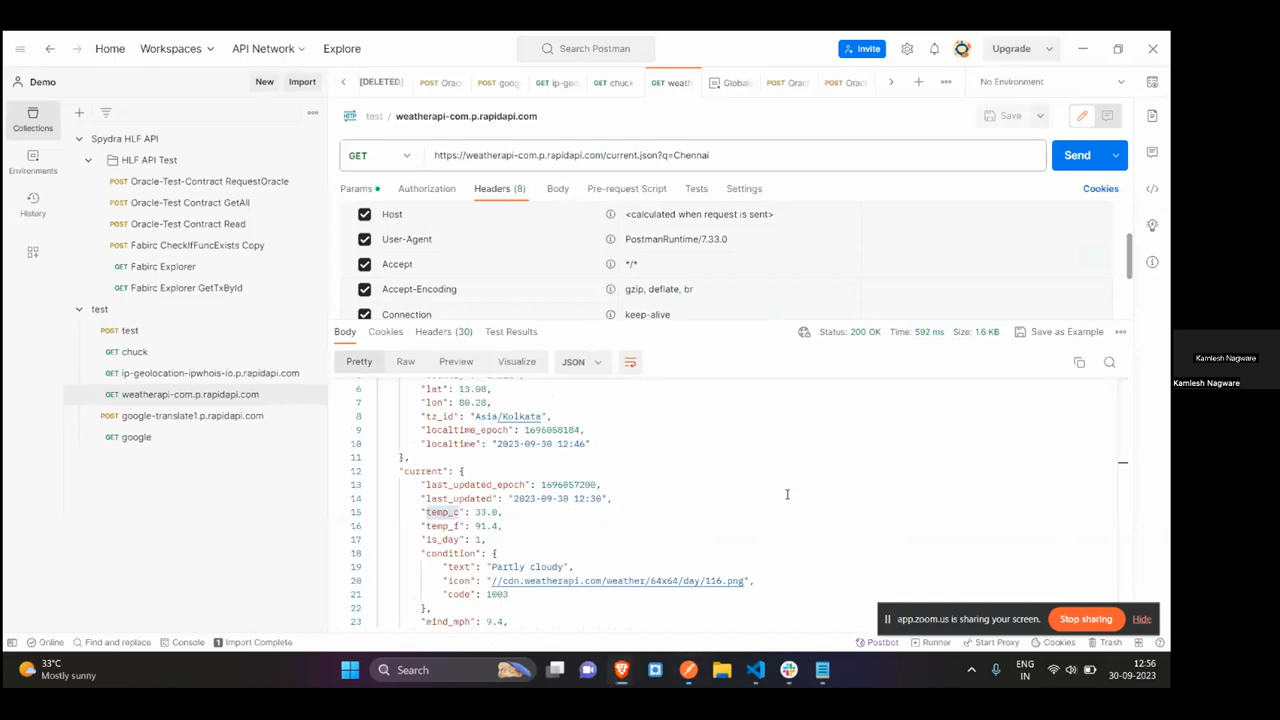 Home Workspaces API Network Explore Search Postman Invite Upgrade
Demo New Import [DELETED] POST Orac POST goog GET ip-geo GET chuck GET weath Globals POST Orac POST Orac No Environment
Collections
Environments
History
Spydra HLF API
HLF API Test
POST Oracle-Test-Contract RequestOracle
POST Oracle-Test Contract GetAll
POST Oracle-Test Contract Read
POST Fabirc CheckIfFuncExists Copy
GET Fabirc Explorer
GET Fabirc Explorer GetTxById
test
POST test
GET chuck
GET ip-geolocation-ipwhois-io.p.rapidapi.com
GET weatherapi-com.p.rapidapi.com
POST google-translate1.p.rapidapi.com
GET google
HTTP test / weatherapi-com.p.rapidapi.com Save
GET https://weatherapi-com.p.rapidapi.com/current.json?q=Chennai Send
Params Authorization Headers (8) Body Pre-request Script Tests Settings Cookies
Host <calculated when request is sent>
User-Agent PostmanRuntime/7.33.0
Accept */*
Accept-Encoding gzip, deflate, br
Connection keep-alive
Body Cookies Headers (30) Test Results Status: 200 OK Time: 592 ms Size: 1.6 KB Save as Example
Pretty Raw Preview Visualize JSON
6 "lat": 13.08,
7 "lon": 80.28,
8 "tz_id": "Asia/Kolkata",
9 "localtime_epoch": 1696058184,
10 "localtime": "2023-09-30 12:46"
11 },
12 "current": {
13 "last_updated_epoch": 1696057200,
14 "last_updated": "2023-09-30 12:30",
15 "temp_c": 33.0,
16 "temp_f": 91.4,
17 "is_day": 1,
18 "condition": {
19 "text": "Partly cloudy",
20 "icon": "//cdn.weatherapi.com/weather/64x64/day/116.png",
21 "code": 1003
22 },
23 "wind_mph": 9.4,
app.zoom.us is sharing your screen. Stop sharing Hide
Online Find and replace Console Import Complete Postbot Runner Start Proxy Cookies Trash
33°C
Mostly sunny
Search
ENG
IN
12:56
30-09-2023
Kamlesh Nagware
Kamlesh Nagware